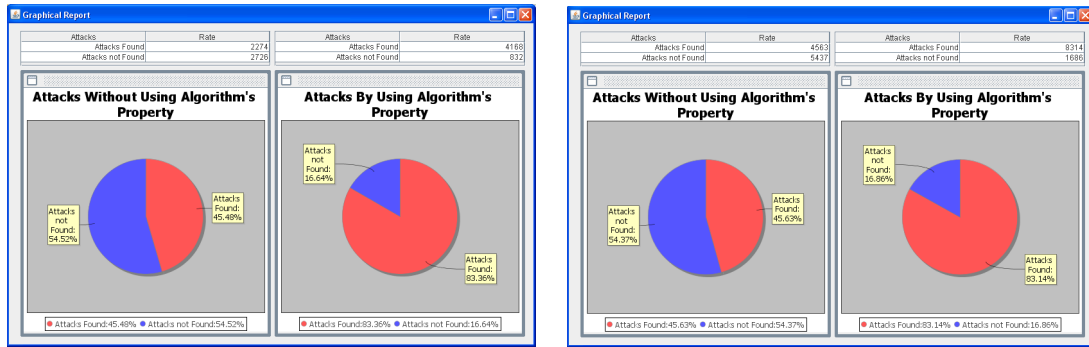 Graphical Report
Attacks Rate
Attacks Found 2274
Attacks not Found 2726
Attacks Rate
Attacks Found 4168
Attacks not Found 832
Attacks Without Using Algorithm's
Property
Attacks
not
Found:
54.52%
Attacks
Found:
45.48%
Attacks Found:45.48% Attacks not Found:54.52%
Attacks By Using Algorithm's
Property
Attacks
not
Found:
16.64%
Attacks
Found:
83.36%
Attacks Found:83.36% Attacks not Found:16.64%
Graphical Report
Attacks Rate
Attacks Found 4563
Attacks not Found 5437
Attacks Rate
Attacks Found 8314
Attacks not Found 1686
Attacks Without Using Algorithm's
Property
Attacks
not
Found:
54.37%
Attacks
Found:
45.63%
Attacks Found:45.63% Attacks not Found:54.37%
Attacks By Using Algorithm's
Property
Attacks
not
Found:
16.86%
Attacks
Found:
83.14%
Attacks Found:83.14% Attacks not Found:16.86%